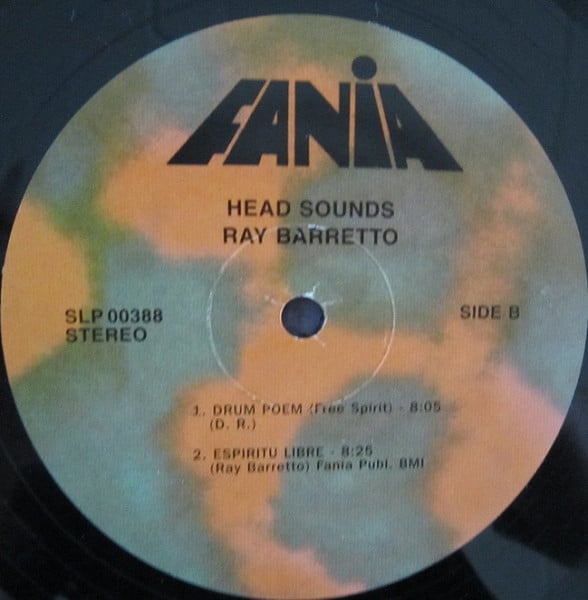 FANIA
HEAD SOUNDS
RAY BARRETTO
SLP 00388
STEREO
SIDE B
1. DRUM POEM (Free Spirit) - 8:05
(D. R.)
2. ESPIRITU LIBRE - 8:25
(Ray Barretto) Fania Publ. BMI